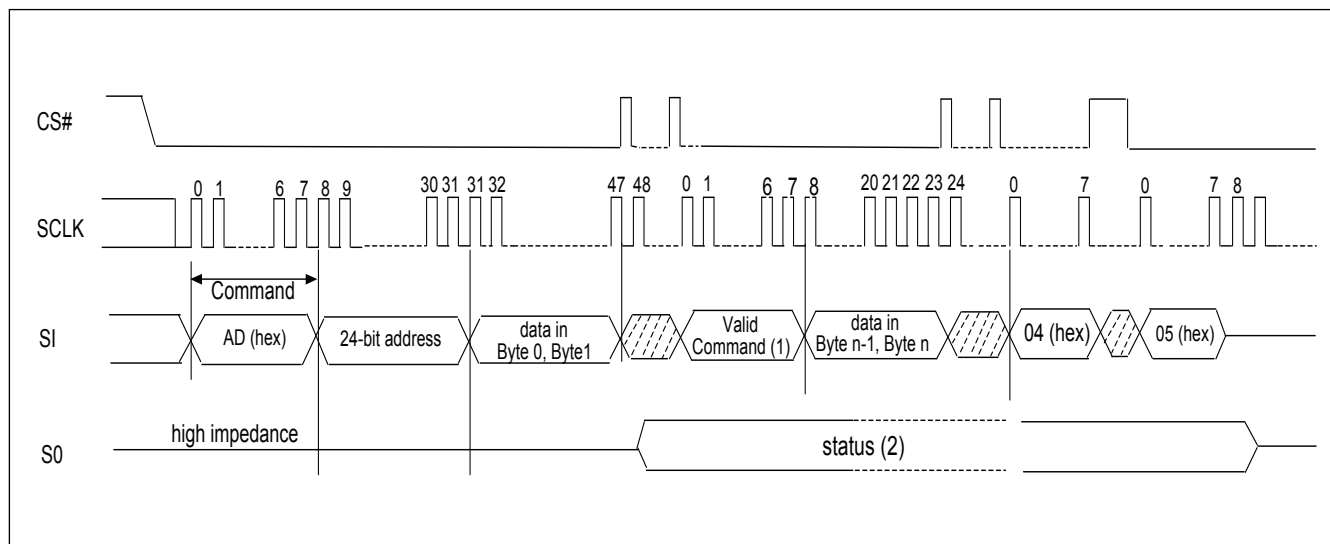 CS#
0 1 6 7 8 9 30 31 31 32 47 48 0 1 6 7 8 20 21 22 23 24 0 7 0 7 8
SCLK
Command
SI
AD (hex)
24-bit address
data in
Byte 0, Byte1
Valid
Command (1)
data in
Byte n-1, Byte n
04 (hex)
05 (hex)
S0
high impedance
status (2)